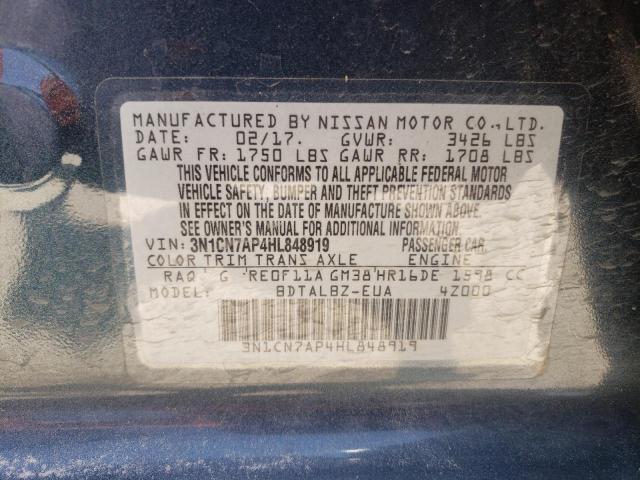 MANUFACTURED BY NISSAN MOTOR CO.,LTD.
DATE: 02/17. GVWR: 3426 LBS
GAWR FR: 1750 LBS GAWR RR: 1708 LBS
THIS VEHICLE CONFORMS TO ALL APPLICABLE FEDERAL MOTOR
VEHICLE SAFETY, BUMPER AND THEFT PREVENTION STANDARDS
IN EFFECT ON THE DATE OF MANUFACTURE SHOWN ABOVE.
SEE OWNER'S MANUAL FOR ADDITIONAL INFORMATION.
VIN: 3N1CN7AP4HL848919 PASSENGER CAR
COLOR TRIM TRANS AXLE ENGINE
RAQ G RE0F11A GM38 HR16DE 1598 CC
BDTALBZ-EUA 4Z000
3N1CN7AP4HL848919